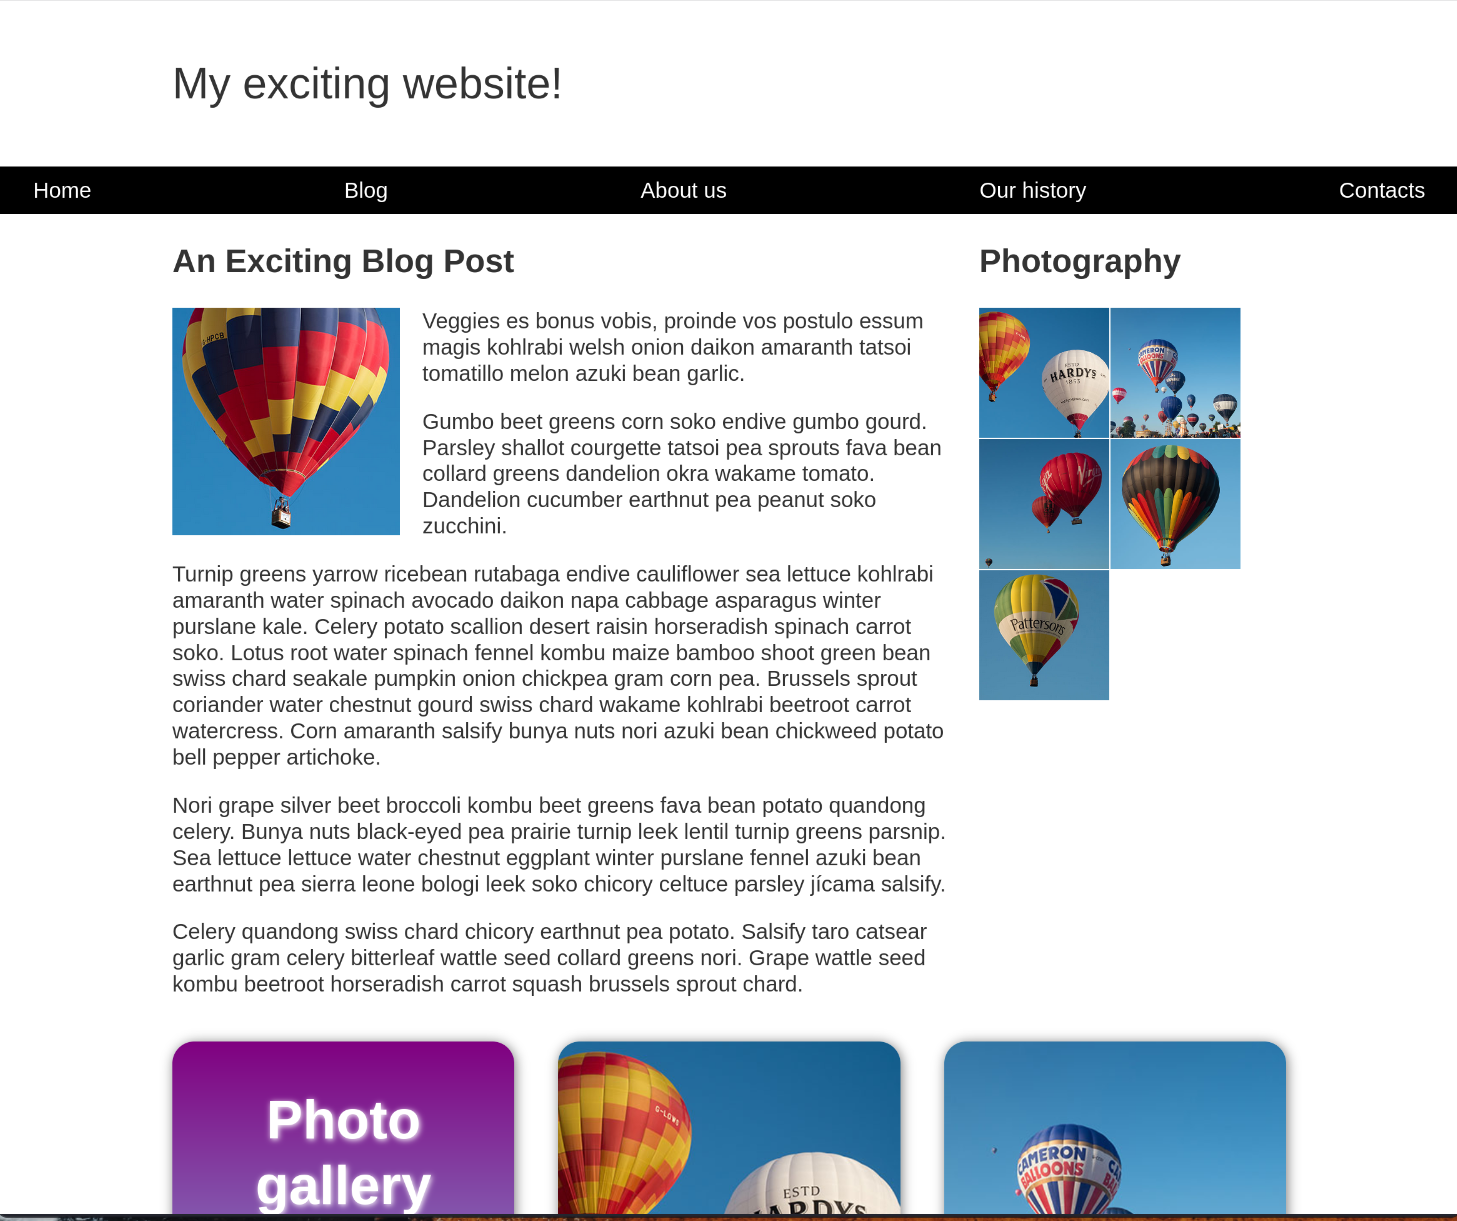 My exciting website!
Home
Blog
About us
Our history
Contacts
An Exciting Blog Post
Veggies es bonus vobis, proinde vos postulo essum
magis kohlrabi welsh onion daikon amaranth tatsoi
tomatillo melon azuki bean garlic.
Gumbo beet greens corn soko endive gumbo gourd.
Parsley shallot courgette tatsoi pea sprouts fava bean
collard greens dandelion okra wakame tomato.
Dandelion cucumber earthnut pea peanut soko
zucchini.
Turnip greens yarrow ricebean rutabaga endive cauliflower sea lettuce kohlrabi
amaranth water spinach avocado daikon napa cabbage asparagus winter
purslane kale. Celery potato scallion desert raisin horseradish spinach carrot
soko. Lotus root water spinach fennel kombu maize bamboo shoot green bean
swiss chard seakale pumpkin onion chickpea gram corn pea. Brussels sprout
coriander water chestnut gourd swiss chard wakame kohlrabi beetroot carrot
watercress. Corn amaranth salsify bunya nuts nori azuki bean chickweed potato
bell pepper artichoke.
Nori grape silver beet broccoli kombu beet greens fava bean potato quandong
celery. Bunya nuts black-eyed pea prairie turnip leek lentil turnip greens parsnip.
Sea lettuce lettuce water chestnut eggplant winter purslane fennel azuki bean
earthnut pea sierra leone bologi leek soko chicory celtuce parsley jícama salsify.
Celery quandong swiss chard chicory earthnut pea potato. Salsify taro catsear
garlic gram celery bitterleaf wattle seed collard greens nori. Grape wattle seed
kombu beetroot horseradish carrot squash brussels sprout chard.
Photography
HARDYS
1853
CAMERON
BALLOONS
Virgin
Pattersons
Photo
gallery
G-LOWS
ESTD
HARDYS
CAMERON
BALLOONS